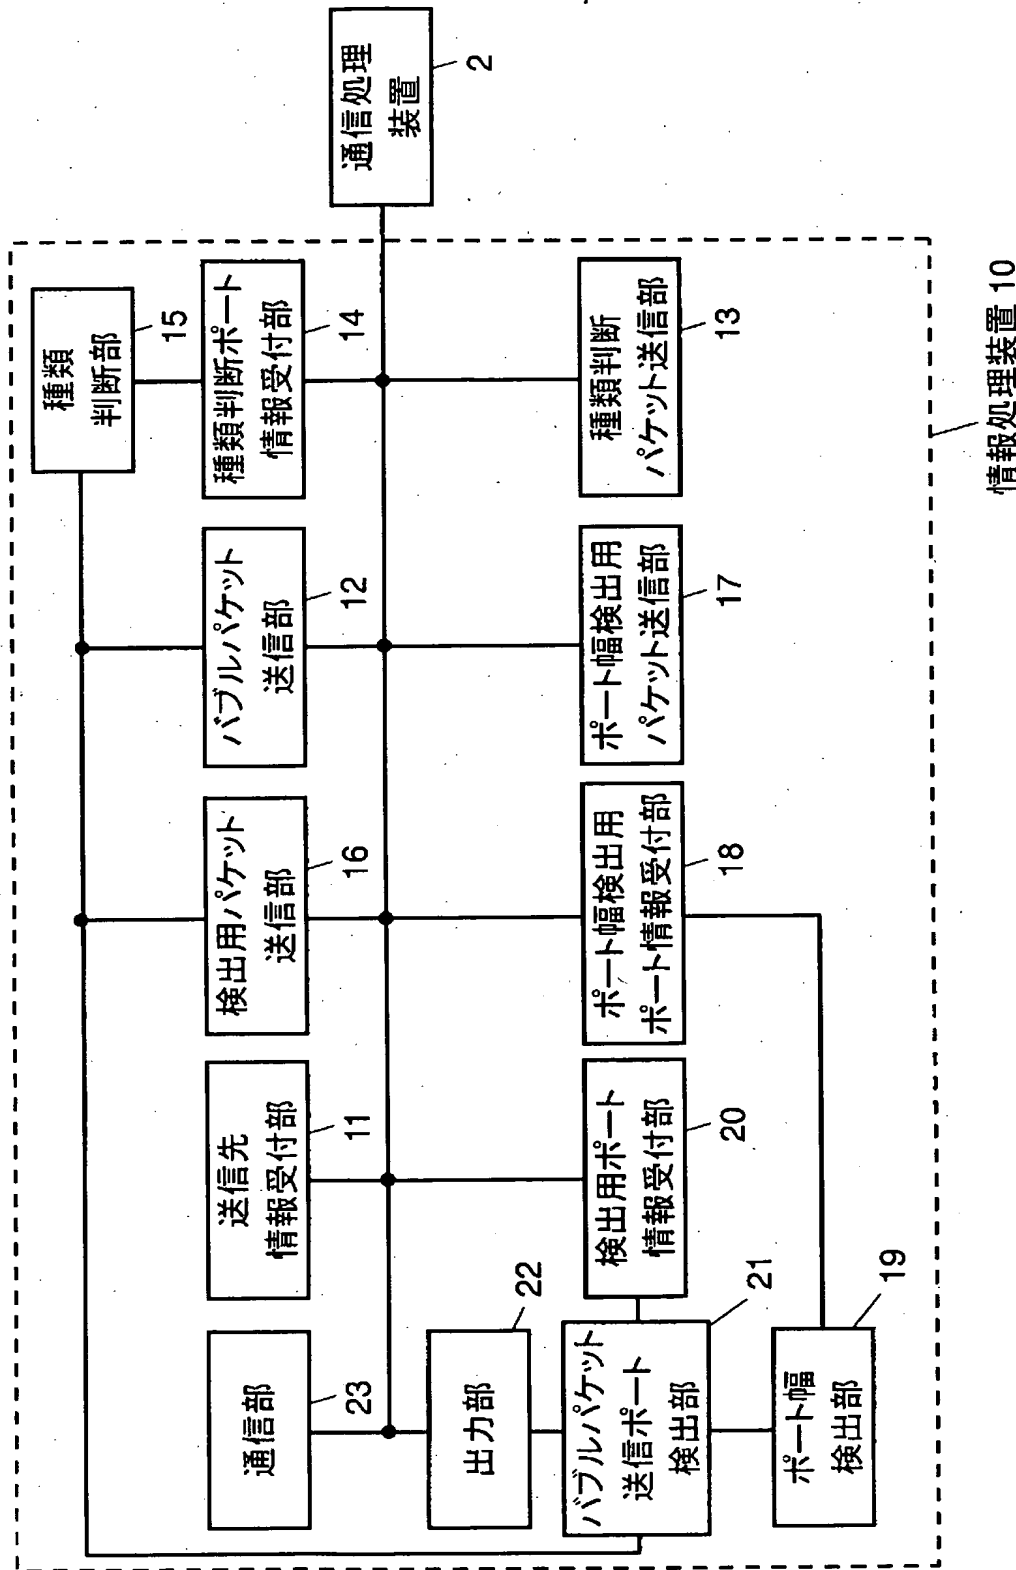 通信部
23
送信先
情報受付部
11
検出用パケット
送信部
16
バブルパケット
送信部
12
種類
判断部
15
種類判断ポート
情報受付部
14
通信処理
装置
2
出力部
22
バブルパケット
送信ポート
検出部
21
検出用ポート
情報受付部
20
ポート幅検出用
ポート情報受付部
18
ポート幅検出用
パケット送信部
17
種類判断
パケット送信部
13
ポート幅
検出部
19
情報処理装置 10